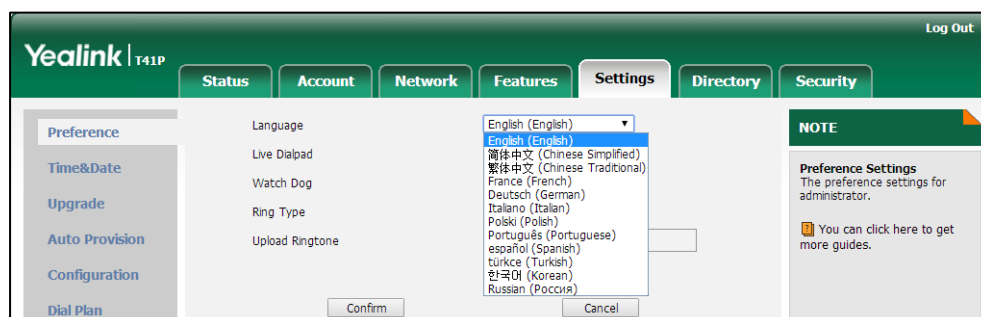 Log Out
Yealink | T41P
Status Account Network Features Settings Directory Security
Preference
Time&Date
Upgrade
Auto Provision
Configuration
Dial Plan
Language
Live Dialpad
Watch Dog
Ring Type
Upload Ringtone
English (English)
English (English)
简体中文 (Chinese Simplified)
繁体中文 (Chinese Traditional)
France (French)
Deutsch (German)
Italiano (Italian)
Polski (Polish)
Português (Portuguese)
español (Spanish)
türkce (Turkish)
한국어 (Korean)
Russian (Россия)
Confirm Cancel
NOTE
Preference Settings
The preference settings for
administrator.
You can click here to get
more guides.